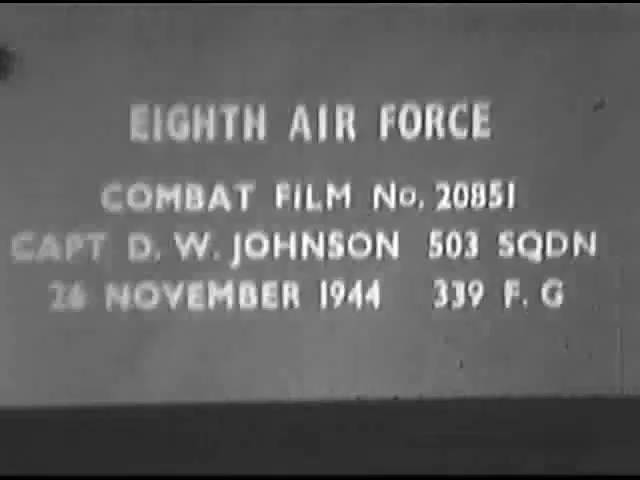 EIGHTH AIR FORCE
COMBAT FILM No. 20851
CAPT D. W. JOHNSON 503 SQDN
26 NOVEMBER 1944 339 F. G